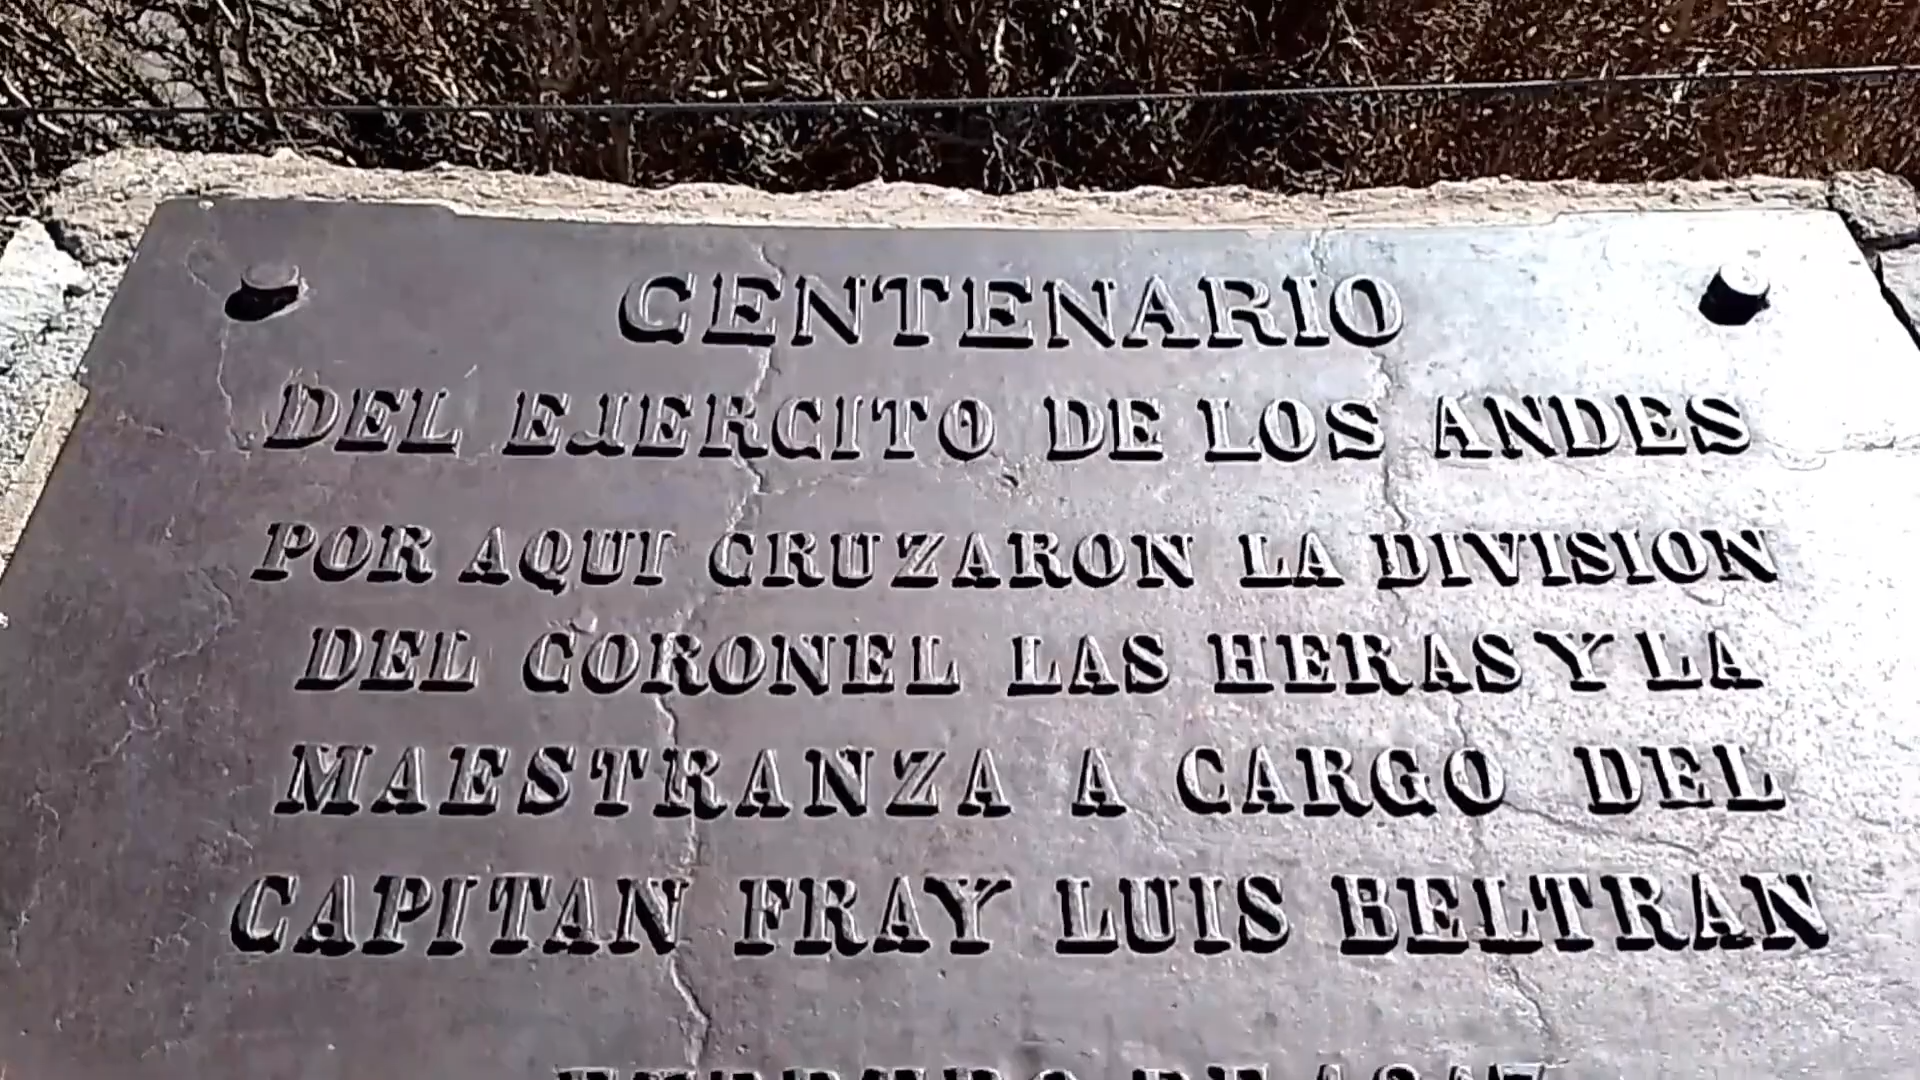 CENTENARIO
DEL EJERCITO DE LOS ANDES
POR AQUI CRUZARON LA DIVISION
DEL CORONEL LAS HERAS Y LA
MAESTRANZA A CARGO DEL
CAPITAN FRAY LUIS BELTRAN